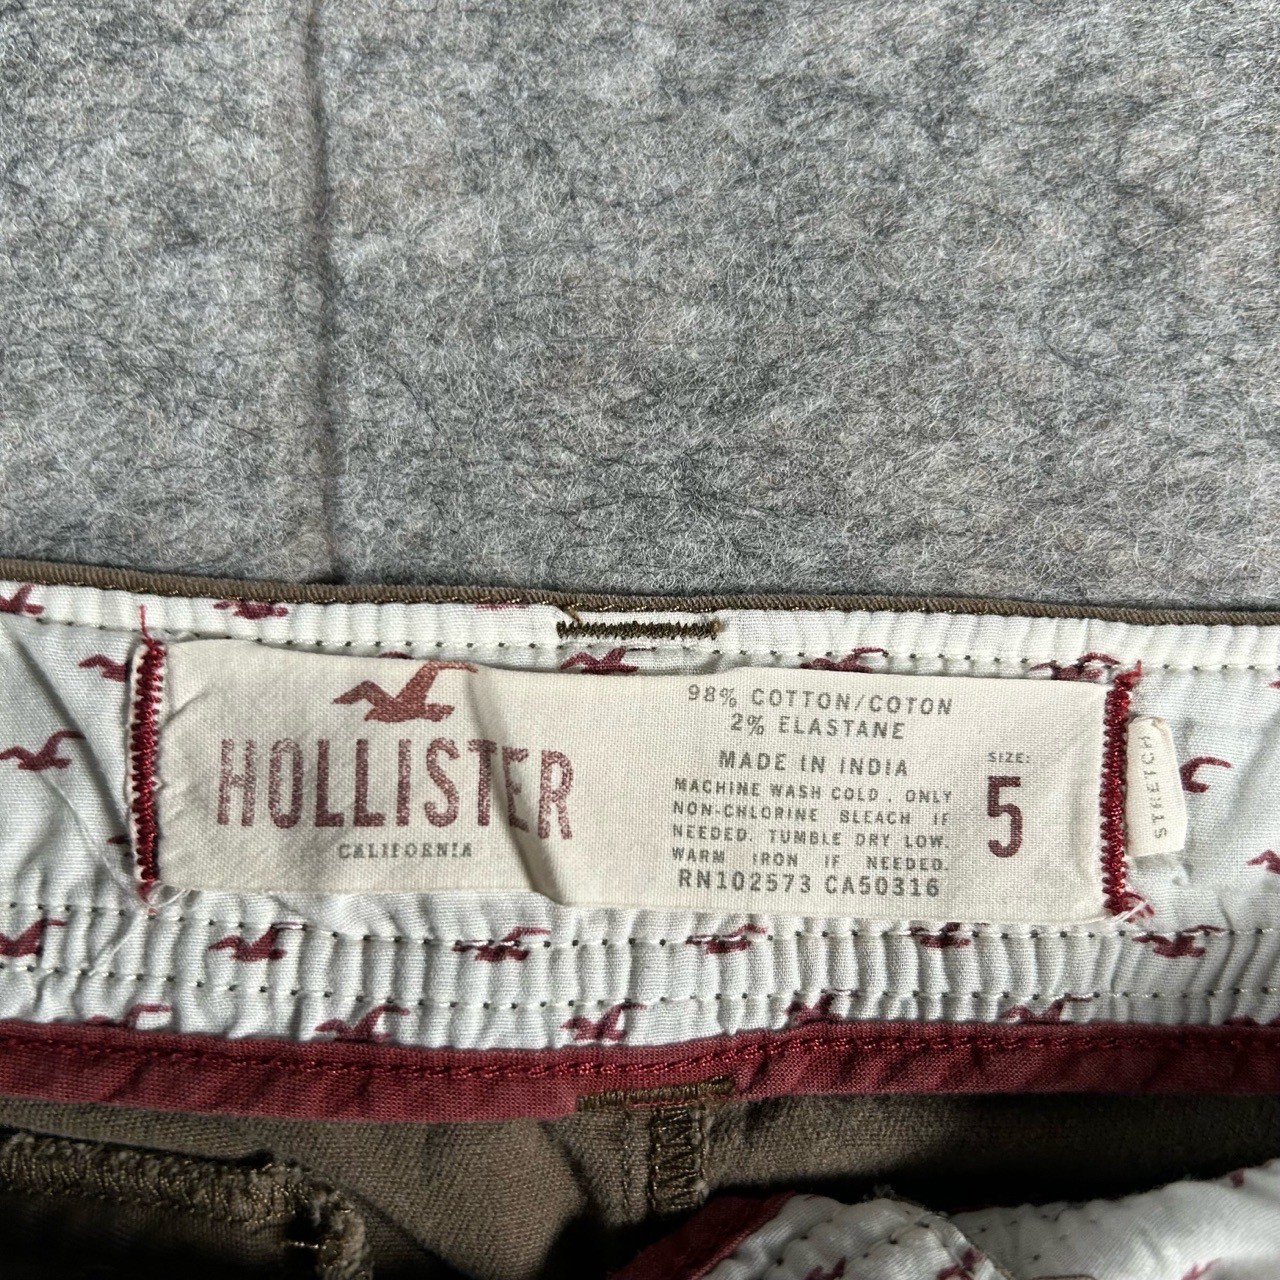 HOLLISTER
CALIFORNIA
98% COTTON/COTON
2% ELASTANE
MADE IN INDIA
MACHINE WASH COLD . ONLY
NON-CHLORINE BLEACH IF
NEEDED. TUMBLE DRY LOW.
WARM IRON IF NEEDED.
RN102573 CA50316
SIZE:
5
STRETCH